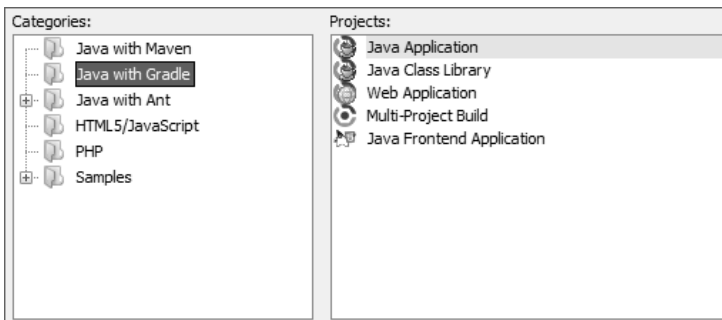 Categories:
Java with Maven
Java with Gradle
Java with Ant
HTML5/JavaScript
PHP
Samples
Projects:
Java Application
Java Class Library
Web Application
Multi-Project Build
Java Frontend Application